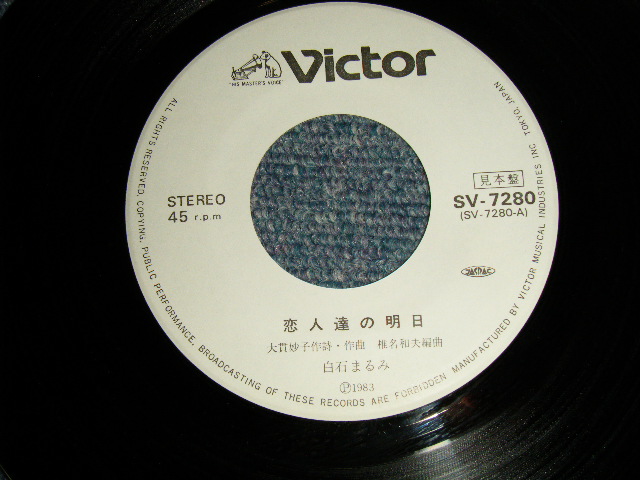 Victor
"HIS MASTER'S VOICE"
STEREO
45 r.p.m
見本盤
SV-7280
(SV-7280-A)
JASRAC
恋人達の明日
大貫妙子作詩・作曲 椎名和夫編曲
白石まるみ
Ⓟ1983
ALL RIGHTS RESERVED. COPYING, PUBLIC PERFORMANCE, BROADCASTING OF THESE RECORDS ARE FORBIDDEN MANUFACTURED BY VICTOR MUSICAL INDUSTRIES INC. TOKYO, JAPAN